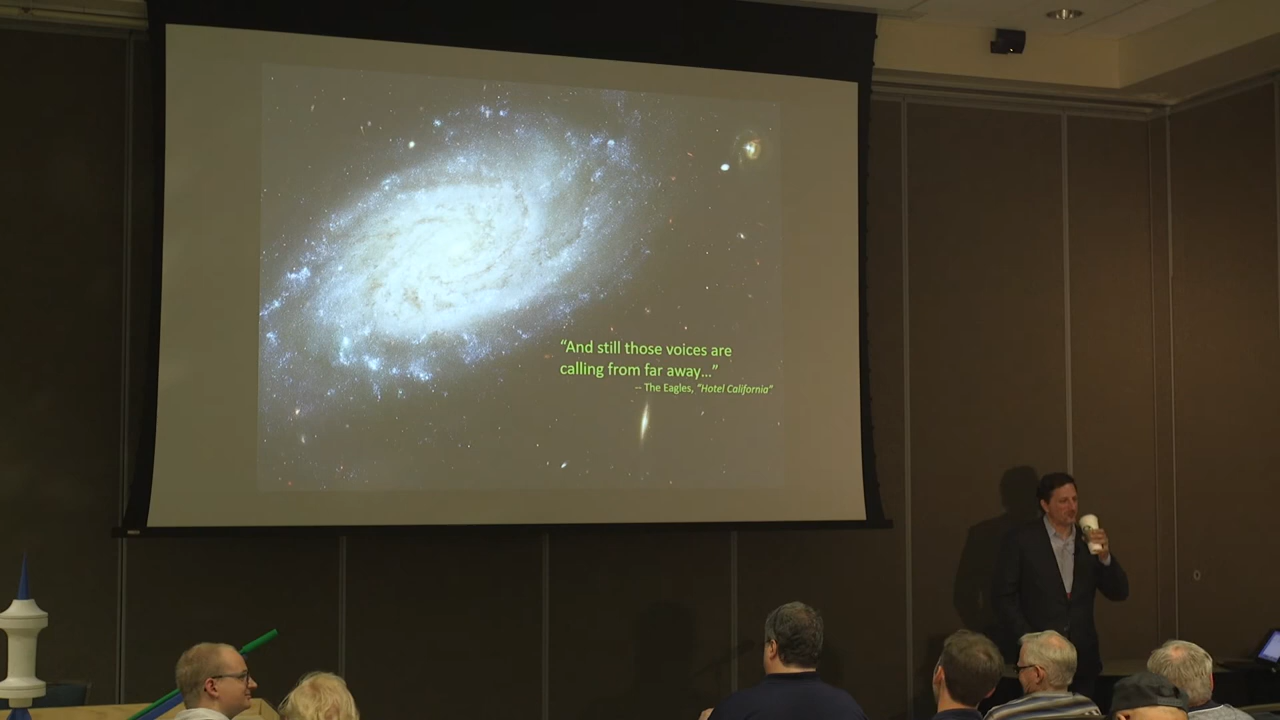 “And still those voices are
calling from far away...”
-- The Eagles, “Hotel California”